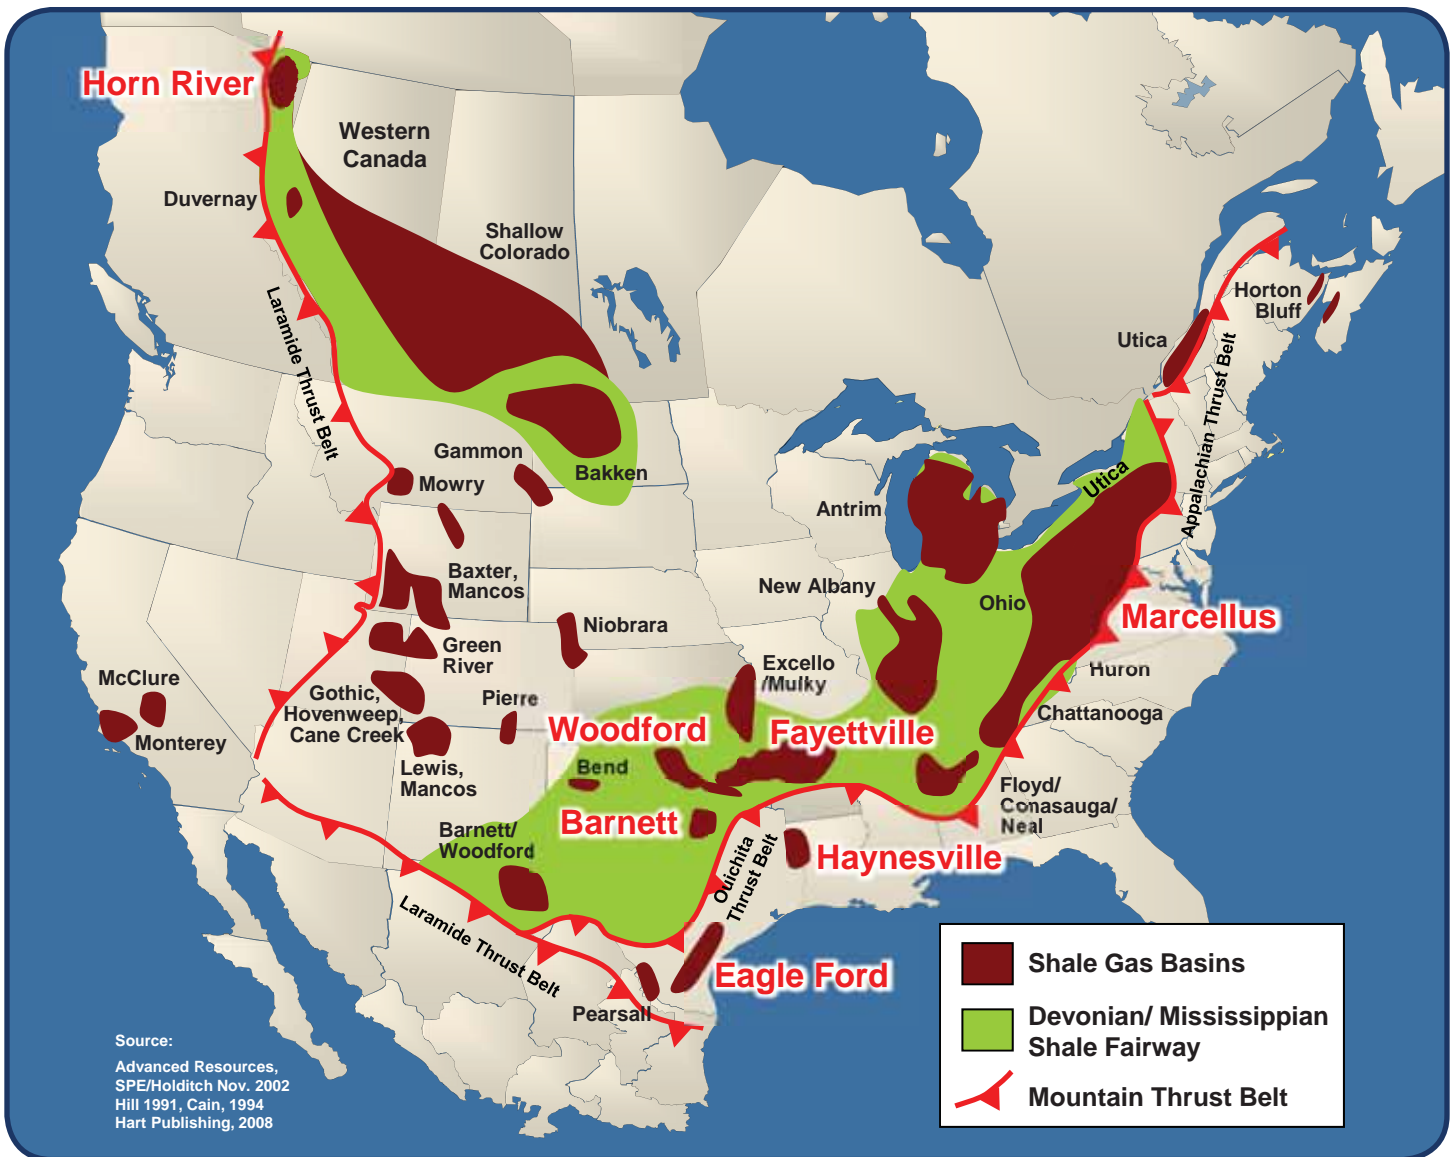 Horn River
Western
Canada
Duvernay
Shallow
Colorado
Laramide Thrust Belt
Horton
Bluff
Utica
Appalachian Thrust Belt
Gammon
Mowry
Bakken
Utica
Antrim
Baxter,
Mancos
New Albany
Ohio
Marcellus
Niobrara
Green
River
Excello
/Mulky
Huron
McClure
Gothic,
Hovenweep,
Cane Creek
Pierre
Chattanooga
Monterey
Woodford
Fayettville
Lewis,
Mancos
Bend
Floyd/
Conasauga/
Neal
Barnett
Barnett/
Woodford
Ouichita
Thrust Belt
Haynesville
Laramide Thrust Belt
Eagle Ford
Pearsall
Shale Gas Basins
Devonian/ Mississippian
Shale Fairway
Mountain Thrust Belt
Source:
Advanced Resources,
SPE/Holditch Nov. 2002
Hill 1991, Cain, 1994
Hart Publishing, 2008